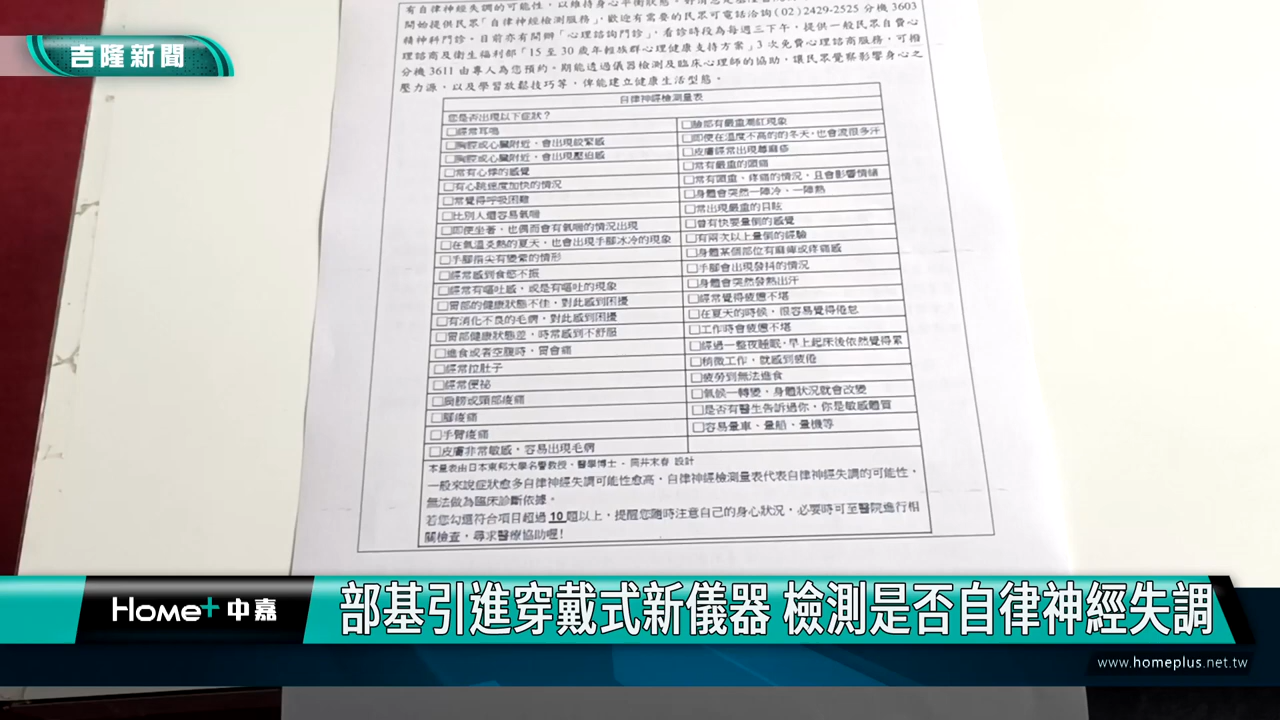 吉隆新聞
有自律神經失調的可能性，以維持身心平衡狀態。
開始提供民眾「自律神經檢測服務」，歡迎有需要的民眾可電話洽詢(02)2429-2525 分機 3603
精神科門診。目前亦有開辦「心理諮詢門診」，看診時段為每週三下午，提供一般民眾自費心
理諮商及衛生福利部「15 至 30 歲年輕族群心理健康支持方案」3 次免費心理諮商服務，可撥
分機 3611 由專人為您預約。期能透過儀器檢測及臨床心理師的協助，讓民眾覺察影響身心之
壓力源，以及學習放鬆技巧等，俾能建立健康生活型態。
自律神經檢測量表
您是否出現以下症狀？
□經常耳鳴
□胸腔或心臟附近，會出現絞緊感
□胸腔或心臟附近，會出現壓迫感
□常有心悸的感覺
□有心跳速度加快的情況
□常覺得呼吸困難
□比別人還容易氣喘
□即使坐著，也偶而會有氣喘的情況出現
□在氣溫炎熱的夏天，也會出現手腳冰冷的現象
□手腳指尖有變紫的情形
□經常感到食慾不振
□經常有嘔吐感，或是有嘔吐的現象
□胃部的健康狀態不佳，對此感到困擾
□有消化不良的毛病，對此感到困擾
□胃部健康狀態差，時常感到不舒服
□進食或者空腹時，胃會痛
□經常拉肚子
□經常便祕
□肩膀或頸部痠痛
□腳痠痛
□手臂痠痛
□皮膚非常敏感，容易出現毛病
□臉部有嚴重潮紅現象
□即使在溫度不高的的冬天，也會流很多汗
□皮膚經常出現蕁麻疹
□常有嚴重的頭痛
□常有頭重、疼痛的情況，且會影響情緒
□身體會突然一陣冷、一陣熱
□常出現嚴重的目眩
□曾有快要暈倒的感覺
□有兩次以上暈倒的經驗
□身體某個部位有麻痺或疼痛感
□手腳會出現發抖的情況
□身體會突然發熱出汗
□經常覺得疲憊不堪
□在夏天的時候，很容易覺得倦怠
□工作時會疲憊不堪
□經過一整夜睡眠，早上起床後依然覺得累
□稍微工作，就感到疲倦
□疲勞到無法進食
□氣候一轉變，身體狀況就會改變
□是否有醫生告訴過你，你是敏感體質
□容易暈車、暈船、暈機等
本量表由日本東邦大學名譽教授、醫學博士 - 筒井末春 設計
一般來說症狀愈多自律神經失調可能性愈高，自律神經檢測量表代表自律神經失調的可能性，
無法做為臨床診斷依據。
若您勾選符合項目超過 10 題以上，提醒您隨時注意自己的身心狀況，必要時可至醫院進行相
關檢查，尋求醫療協助喔!
Home+ 中嘉
部基引進穿戴式新儀器 檢測是否自律神經失調
www.homeplus.net.tw